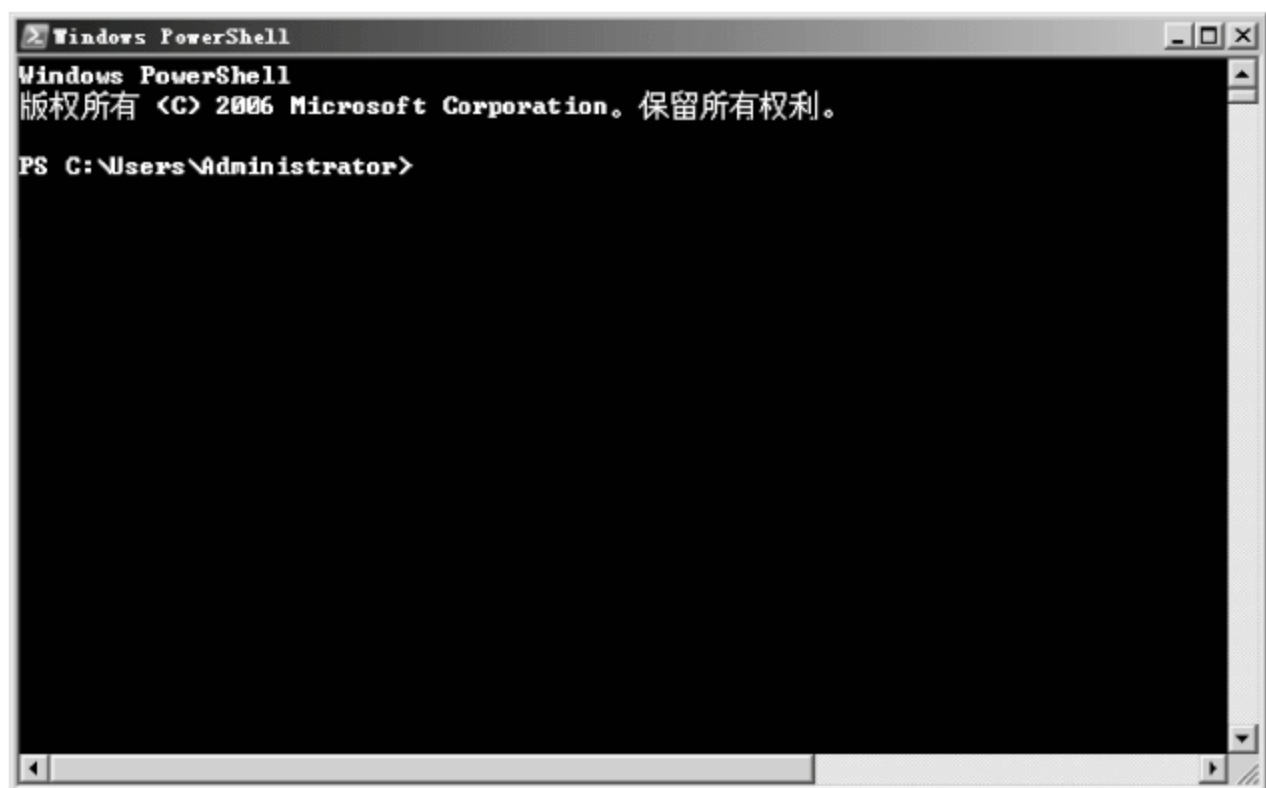 Windows PowerShell
Windows PowerShell
版权所有 (C) 2006 Microsoft Corporation。保留所有权利。
PS C:\Users\Administrator>